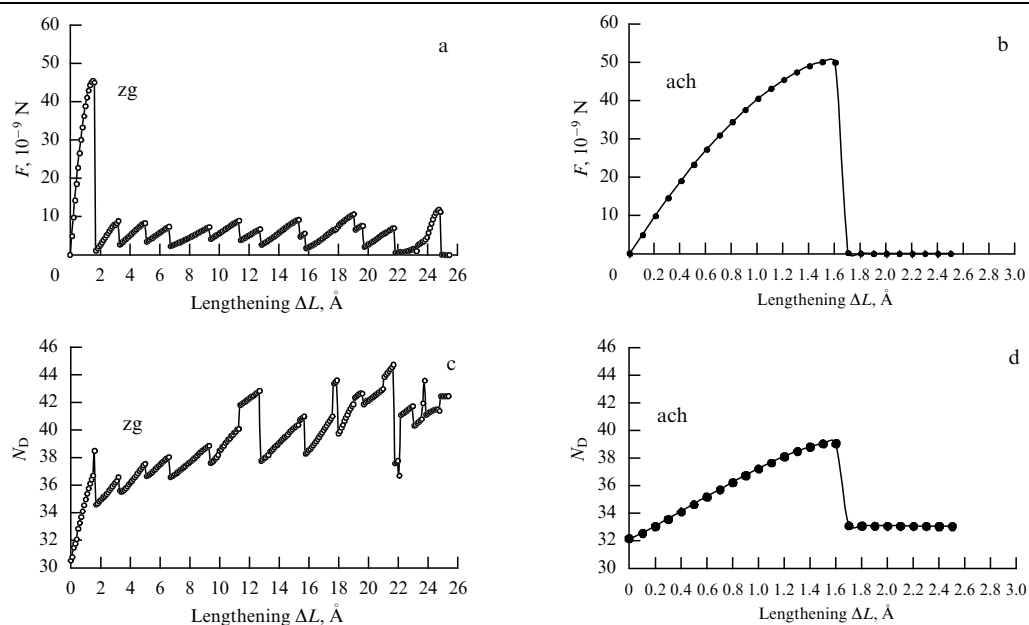 60
50
40
30
20
10
0
F, 10⁻⁹ N
a
zg
2 4 6 8 10 12 14 16 18 20 22 24 26
Lengthening ΔL, Å
60
50
40
30
20
10
0
F, 10⁻⁹ N
b
ach
0.2 0.4 0.6 0.8 1.0 1.2 1.4 1.6 1.8 2.0 2.2 2.4 2.6 2.8 3.0
Lengthening ΔL, Å
46
44
42
40
38
36
34
32
30
N_D
c
zg
0 2 4 6 8 10 12 14 16 18 20 22 24 26
Lengthening ΔL, Å
46
44
42
40
38
36
34
32
30
N_D
d
ach
0 0.2 0.4 0.6 0.8 1.0 1.2 1.4 1.6 1.8 2.0 2.2 2.4 2.6 2.8 3.0
Lengthening ΔL, Å